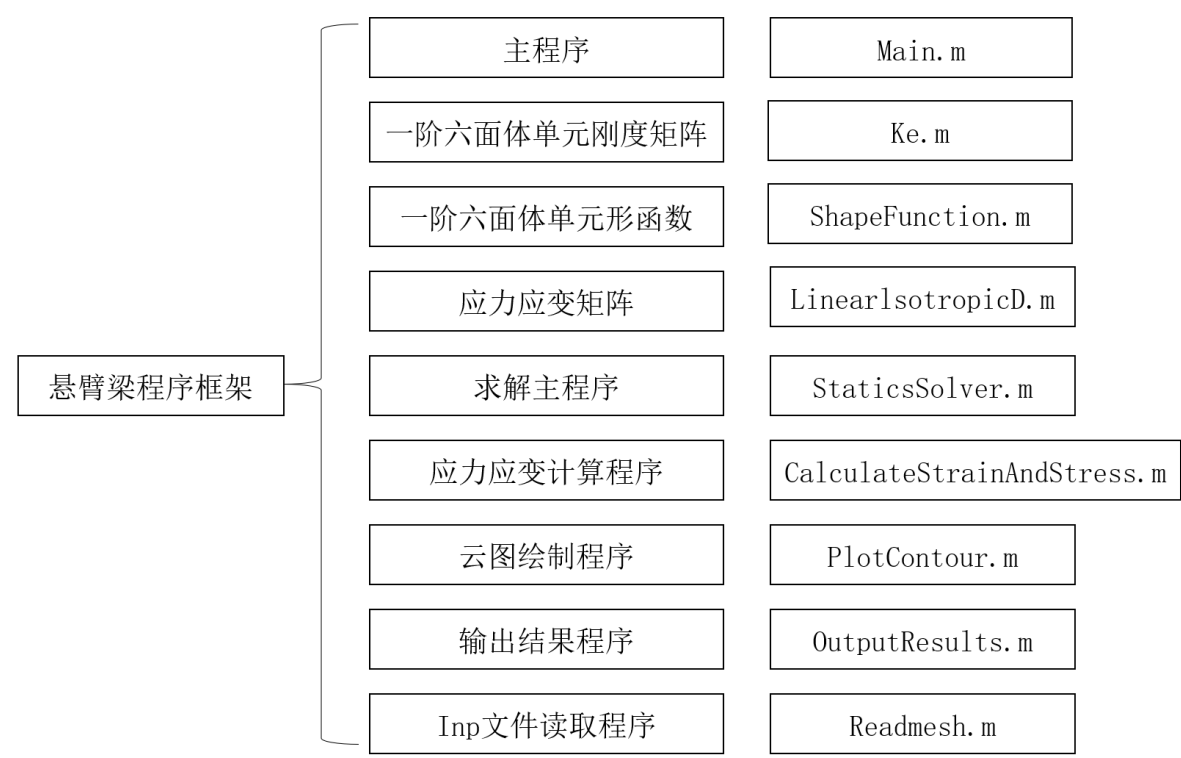 主程序
Main.m
一阶六面体单元刚度矩阵
Ke.m
一阶六面体单元形函数
ShapeFunction.m
应力应变矩阵
LinearlsotropicD.m
悬臂梁程序框架
求解主程序
StaticsSolver.m
应力应变计算程序
CalculateStrainAndStress.m
云图绘制程序
PlotContour.m
输出结果程序
OutputResults.m
Inp文件读取程序
Readmesh.m